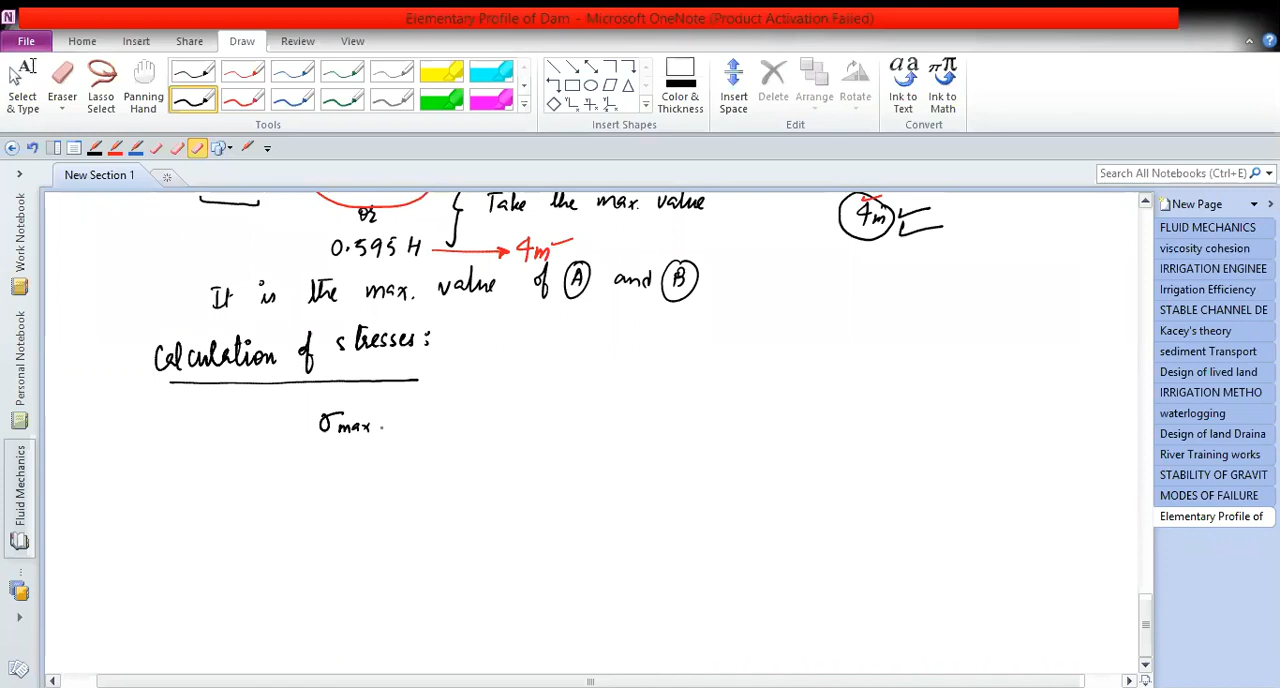 Elementary Profile of Dam - Microsoft OneNote (Product Activation Failed)
File Home Insert Share Draw Review View
Select & Type Eraser Lasso Select Panning Hand
Color & Thickness Insert Space Delete Arrange Rotate Ink to Text Ink to Math
Tools Insert Shapes Edit Convert
New Section 1
Search All Notebooks (Ctrl+E)
Work Notebook
Personal Notebook
Fluid Mechanics
or
Take the max. value
4m
0.595 H
4m
It is the max. value of A and B
Calculation of stresses:
σmax
New Page
FLUID MECHANICS
viscosity cohesion
IRRIGATION ENGINEE
Irrigation Efficiency
STABLE CHANNEL DE
Kacey's theory
sediment Transport
Design of lived land
IRRIGATION METHO
waterlogging
Design of land Draina
River Training works
STABILITY OF GRAVIT
MODES OF FAILURE
Elementary Profile of